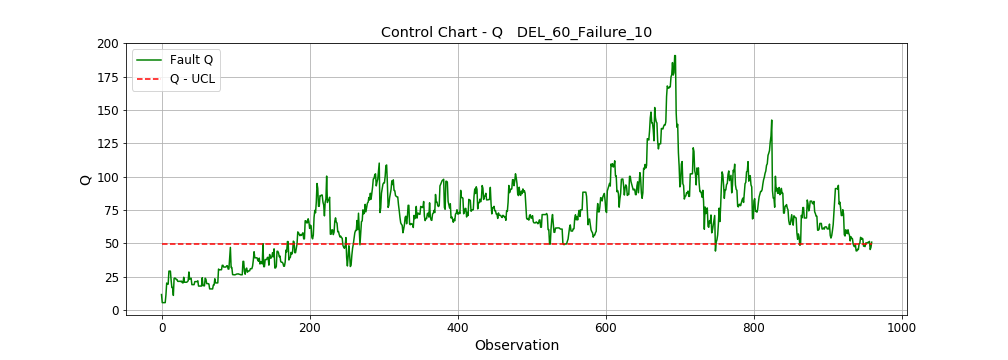 Control Chart - Q   DEL_60_Failure_10
Fault Q
Q - UCL
Q
200
175
150
125
100
75
50
25
0
0 200 400 600 800 1000
Observation